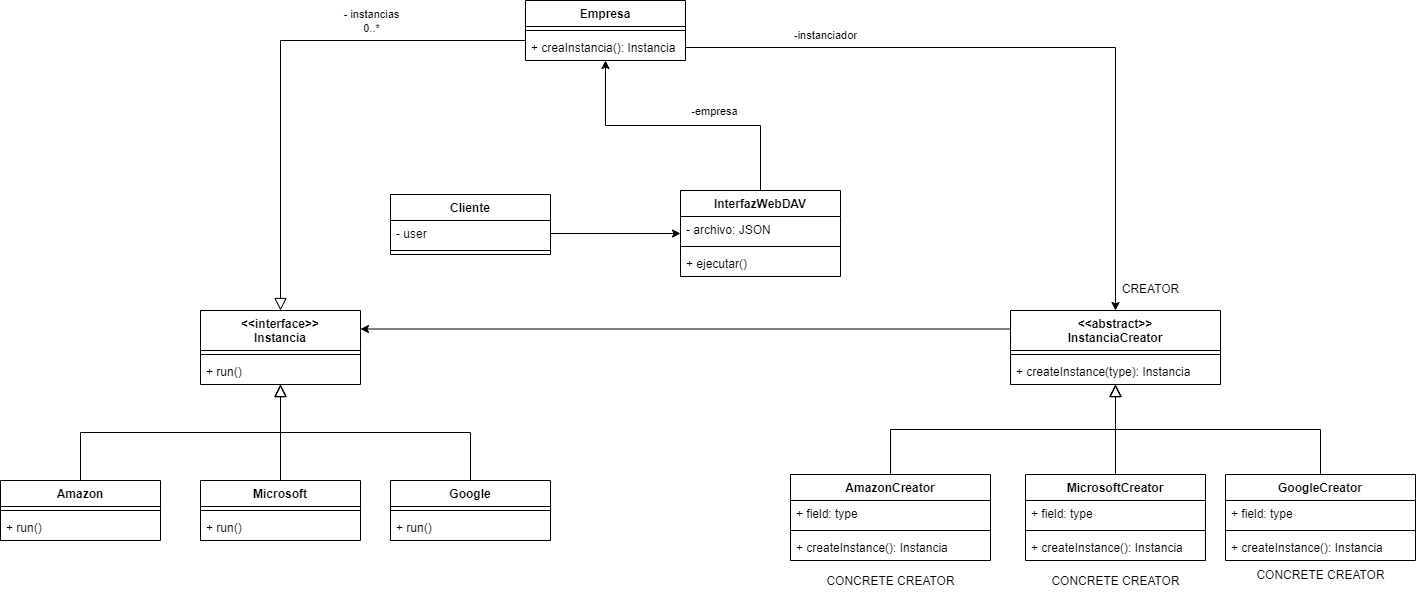 - instancias
0..*
Empresa
+ creaInstancia(): Instancia
-instanciador
-empresa
Cliente
- user
InterfazWebDAV
- archivo: JSON
+ ejecutar()
CREATOR
<<interface>>
Instancia
+ run()
<<abstract>>
InstanciaCreator
+ createInstance(type): Instancia
Amazon
+ run()
Microsoft
+ run()
Google
+ run()
AmazonCreator
+ field: type
+ createInstance(): Instancia
CONCRETE CREATOR
MicrosoftCreator
+ field: type
+ createInstance(): Instancia
CONCRETE CREATOR
GoogleCreator
+ field: type
+ createInstance(): Instancia
CONCRETE CREATOR